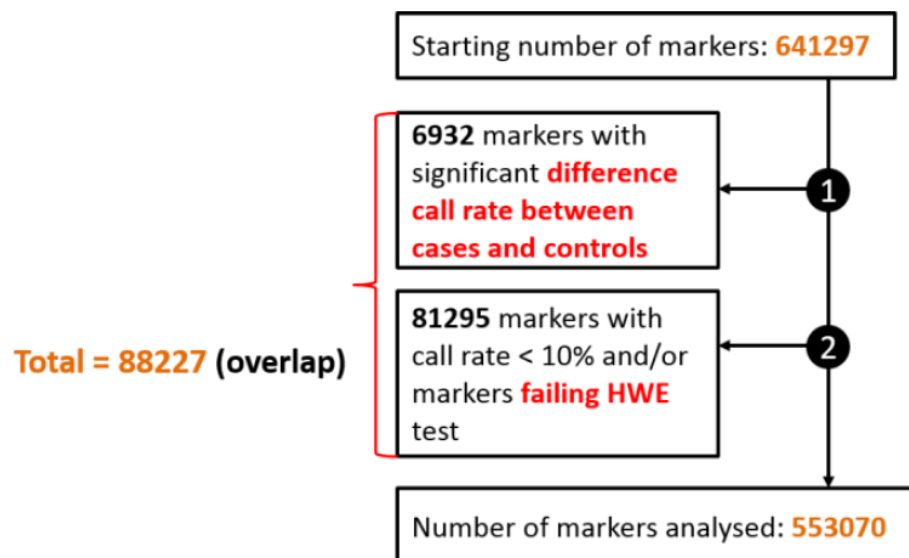 Starting number of markers: 641297
6932 markers with
significant difference
call rate between
cases and controls
1
81295 markers with
call rate < 10% and/or
markers failing HWE
test
2
Total = 88227 (overlap)
Number of markers analysed: 553070